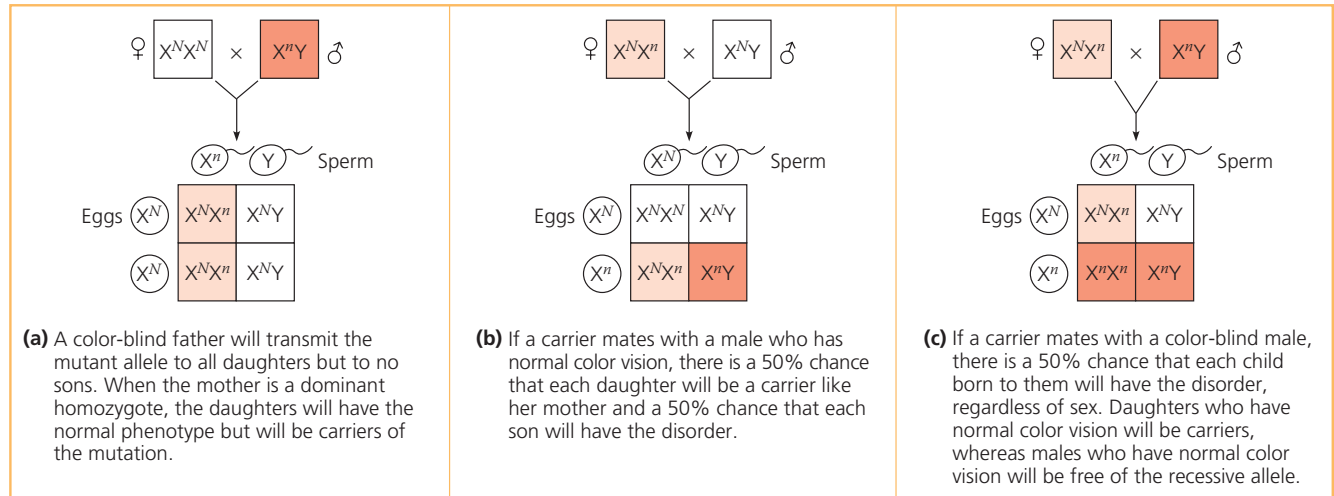 ♀ XᴺXᴺ × XⁿY ♂
Xⁿ Y Sperm
Eggs Xᴺ XᴺXⁿ XᴺY
Xᴺ XᴺXⁿ XᴺY
(a) A color-blind father will transmit the
mutant allele to all daughters but to no
sons. When the mother is a dominant
homozygote, the daughters will have the
normal phenotype but will be carriers of
the mutation.
♀ XᴺXⁿ × XᴺY ♂
Xᴺ Y Sperm
Eggs Xᴺ XᴺXᴺ XᴺY
Xⁿ XᴺXⁿ XⁿY
(b) If a carrier mates with a male who has
normal color vision, there is a 50% chance
that each daughter will be a carrier like
her mother and a 50% chance that each
son will have the disorder.
♀ XᴺXⁿ × XⁿY ♂
Xⁿ Y Sperm
Eggs Xᴺ XᴺXⁿ XᴺY
Xⁿ XⁿXⁿ XⁿY
(c) If a carrier mates with a color-blind male,
there is a 50% chance that each child
born to them will have the disorder,
regardless of sex. Daughters who have
normal color vision will be carriers,
whereas males who have normal color
vision will be free of the recessive allele.